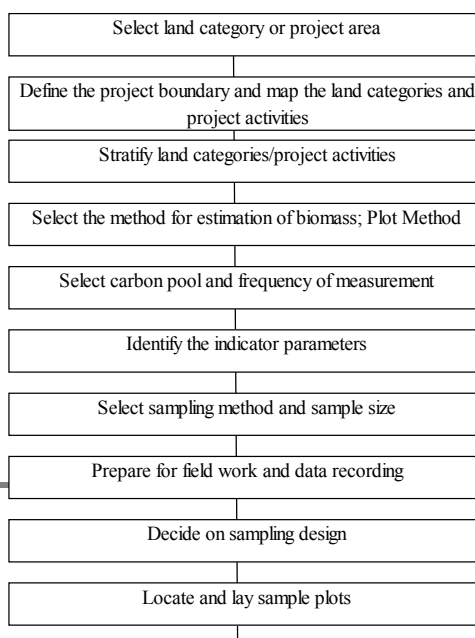 Select land category or project area
Define the project boundary and map the land categories and
project activities
Stratify land categories/project activities
Select the method for estimation of biomass; Plot Method
Select carbon pool and frequency of measurement
Identify the indicator parameters
Select sampling method and sample size
Prepare for field work and data recording
Decide on sampling design
Locate and lay sample plots